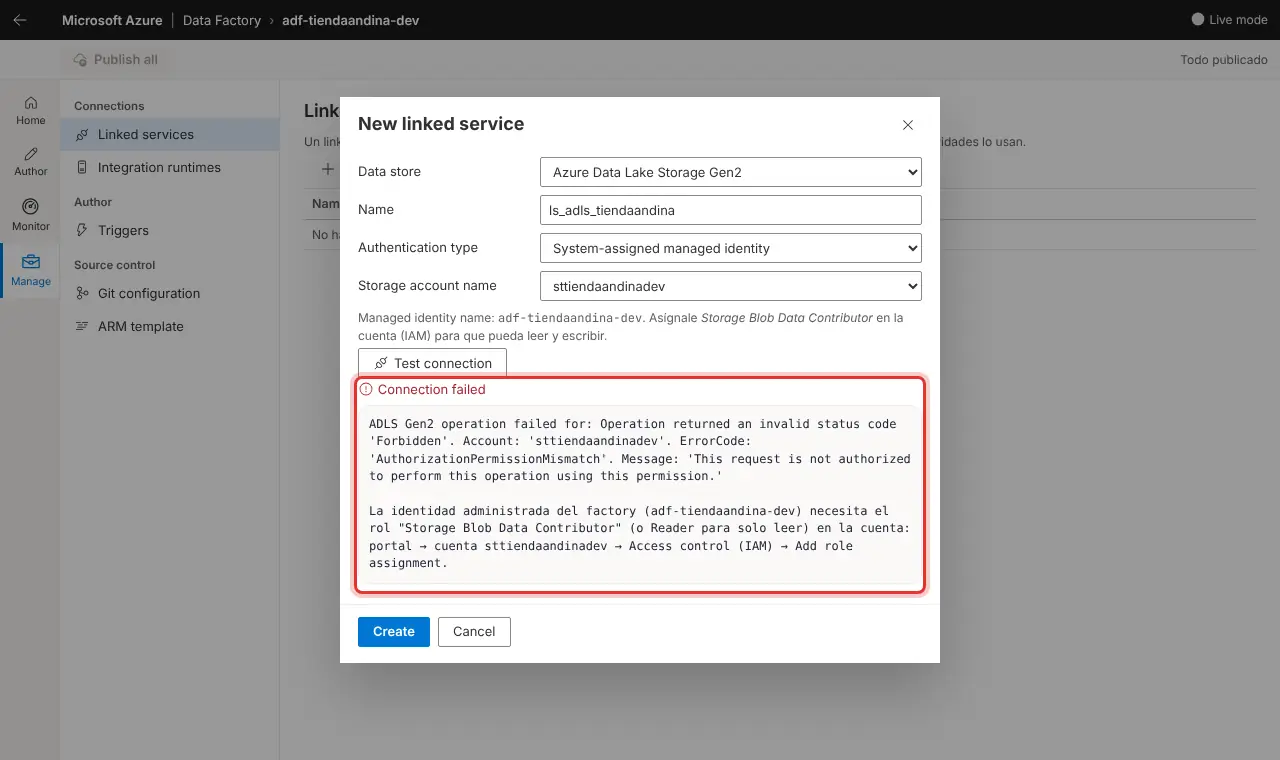 Microsoft Azure | Data Factory › adf-tiendaandina-dev
Live mode
Publish all
Todo publicado
Home
Author
Monitor
Manage
Connections
Linked services
Integration runtimes
Author
Triggers
Source control
Git configuration
ARM template
Link
Un link
idades lo usan.
Nam
No ha
New linked service
Data store
Azure Data Lake Storage Gen2
Name
ls_adls_tiendaandina
Authentication type
System-assigned managed identity
Storage account name
sttiendaandinadev
Managed identity name: adf-tiendaandina-dev. Asígnale Storage Blob Data Contributor en la
cuenta (IAM) para que pueda leer y escribir.
Test connection
Connection failed
ADLS Gen2 operation failed for: Operation returned an invalid status code
'Forbidden'. Account: 'sttiendaandinadev'. ErrorCode:
'AuthorizationPermissionMismatch'. Message: 'This request is not authorized
to perform this operation using this permission.'
La identidad administrada del factory (adf-tiendaandina-dev) necesita el
rol "Storage Blob Data Contributor" (o Reader para solo leer) en la cuenta:
portal → cuenta sttiendaandinadev → Access control (IAM) → Add role
assignment.
Create
Cancel